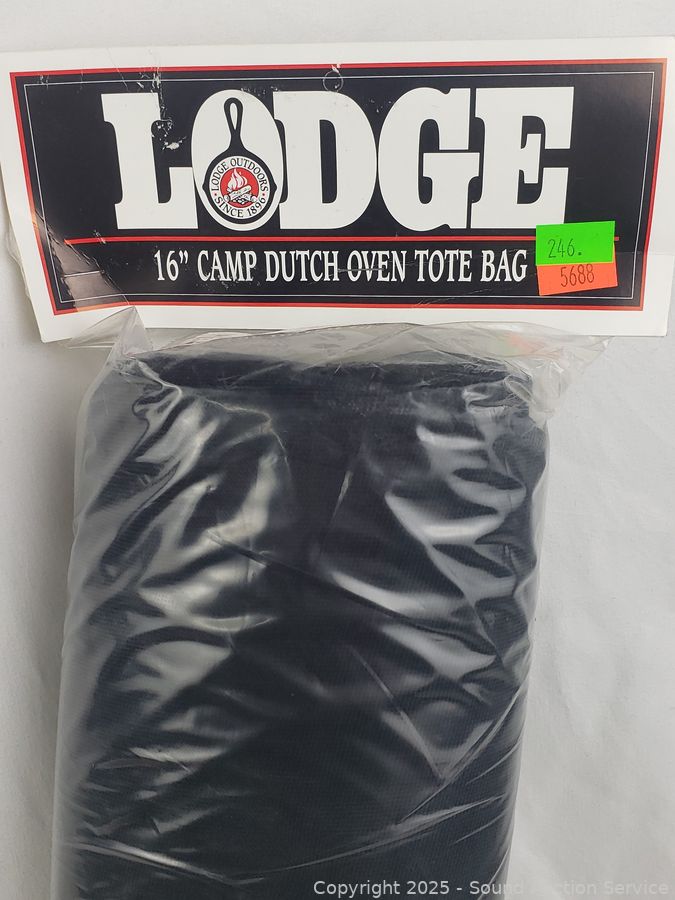 LODGE
LODGE OUTDOORS
• SINCE 1896 •
16” CAMP DUTCH OVEN TOTE BAG
246.
5688
Copyright 2025 - Sound Auction Service